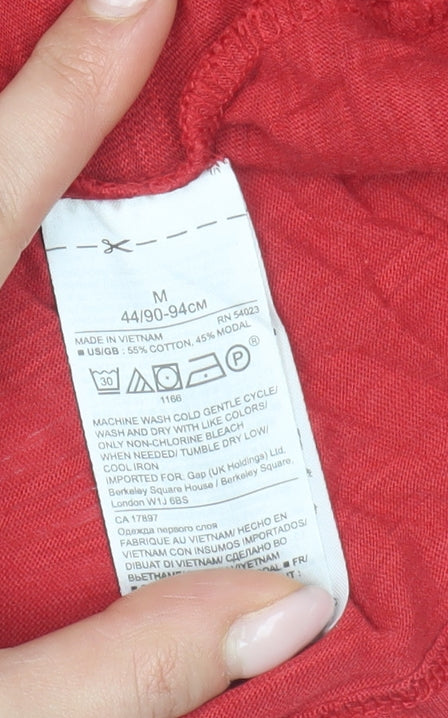 M
44/90-94см
RN 54023
MADE IN VIETNAM
■ US/GB : 55% COTTON, 45% MODAL
30 P ®
1166
MACHINE WASH COLD GENTLE CYCLE/
WASH AND DRY WITH LIKE COLORS/
ONLY NON-CHLORINE BLEACH
WHEN NEEDED/ TUMBLE DRY LOW/
COOL IRON
IMPORTED FOR. Gap (UK Holdings) Ltd.
Berkeley Square House / Berkeley Square,
London W1J 6BS
CA 17897
Одежда первого слоя
FABRIQUE AU VIETNAM/ HECHO EN
VIETNAM CON INSUMOS IMPORTADOS/
DIBUAT DI VIETNAM/ СДЕЛАНО ВО
■ FR/